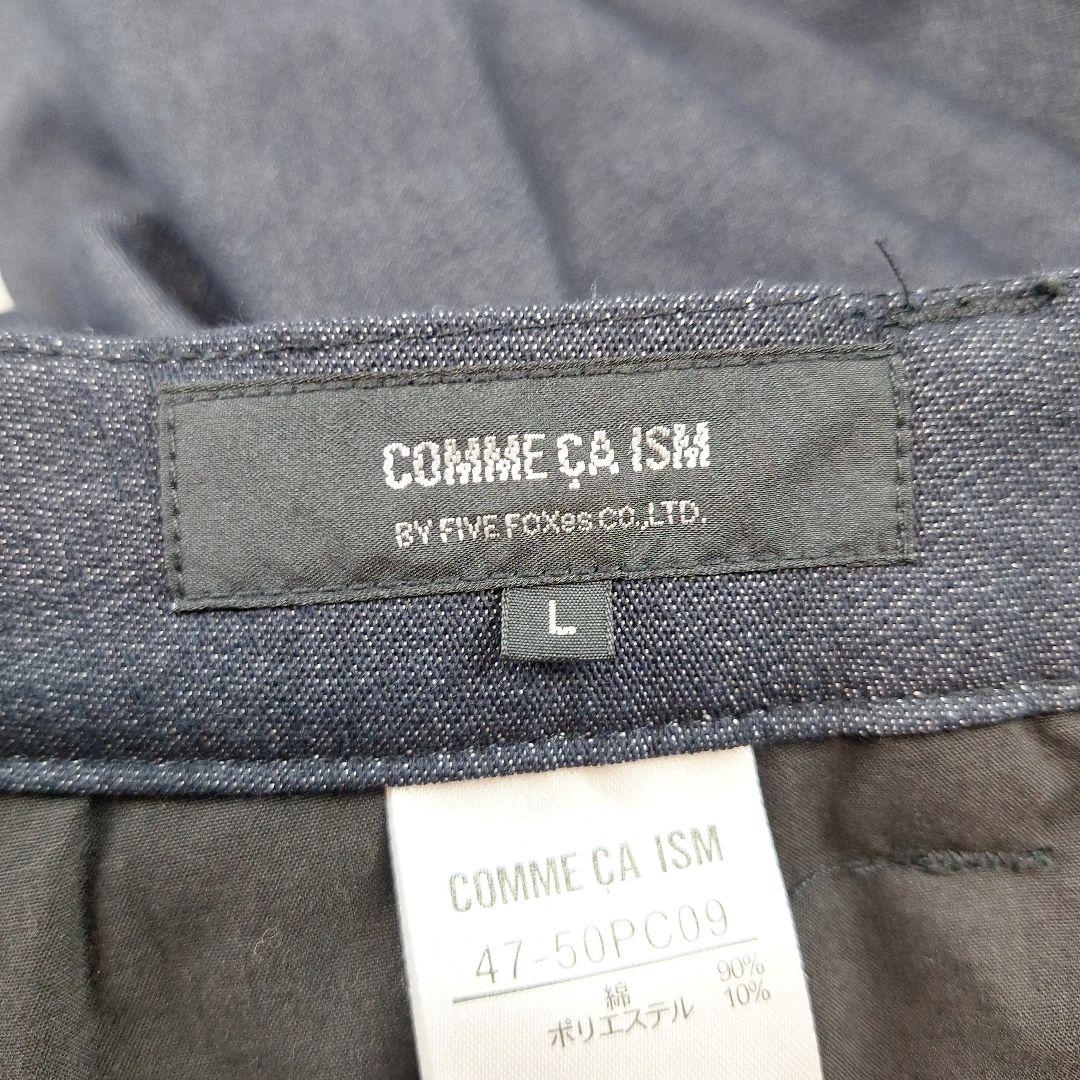 COMME ÇA ISM
BY FIVE FOXes CO.,LTD.
L
COMME ÇA ISM
47-50PC09
綿 90%
ポリエステル 10%